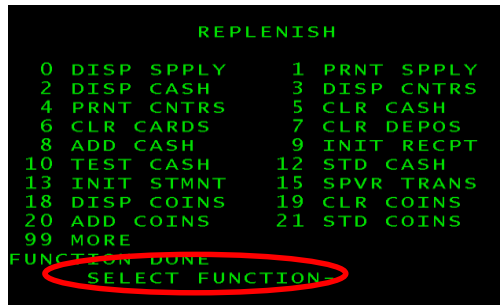 REPLENISH
0 DISP SPPLY 1 PRNT SPPLY
2 DISP CASH 3 DISP CNTRS
4 PRNT CNTRS 5 CLR CASH
6 CLR CARDS 7 CLR DEPOS
8 ADD CASH 9 INIT RECPT
10 TEST CASH 12 STD CASH
13 INIT STMNT 15 SPVR TRANS
18 DISP COINS 19 CLR COINS
20 ADD COINS 21 STD COINS
99 MORE
FUNCTION DONE
SELECT FUNCTION-